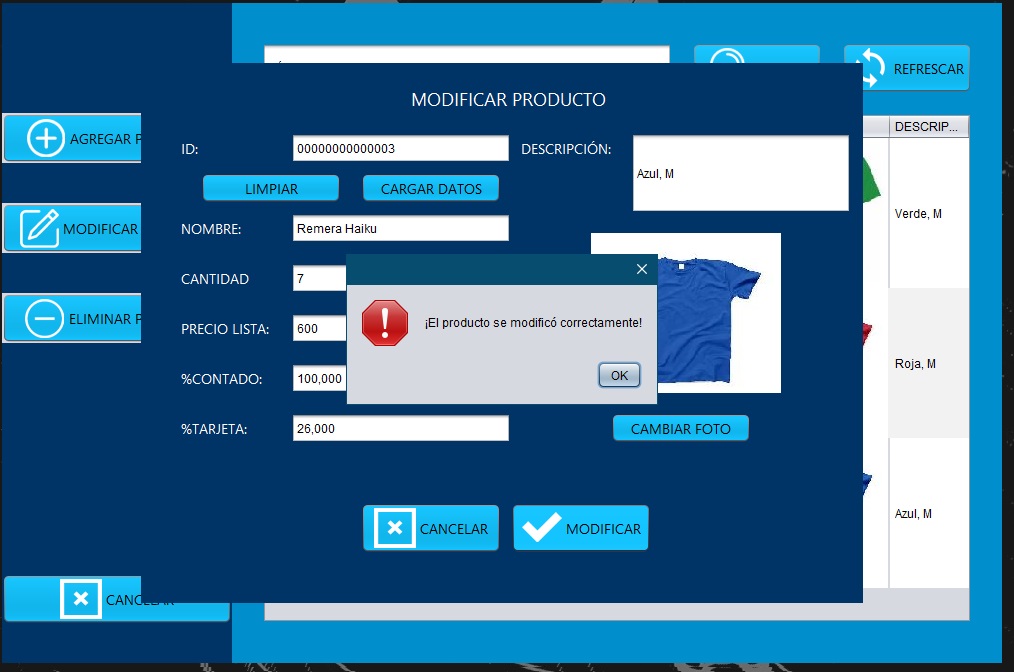 REFRESCAR
MODIFICAR PRODUCTO
DESCRIP...
AGREGAR P
ID:
00000000000003
DESCRIPCIÓN:
Azul, M
LIMPIAR
CARGAR DATOS
Verde, M
MODIFICAR
NOMBRE:
Remera Haiku
CANTIDAD
7
ELIMINAR P
PRECIO LISTA:
600
¡El producto se modificó correctamente!
Roja, M
%CONTADO:
100,000
OK
%TARJETA:
26,000
CAMBIAR FOTO
Azul, M
CANCELAR
MODIFICAR
CANCELAR